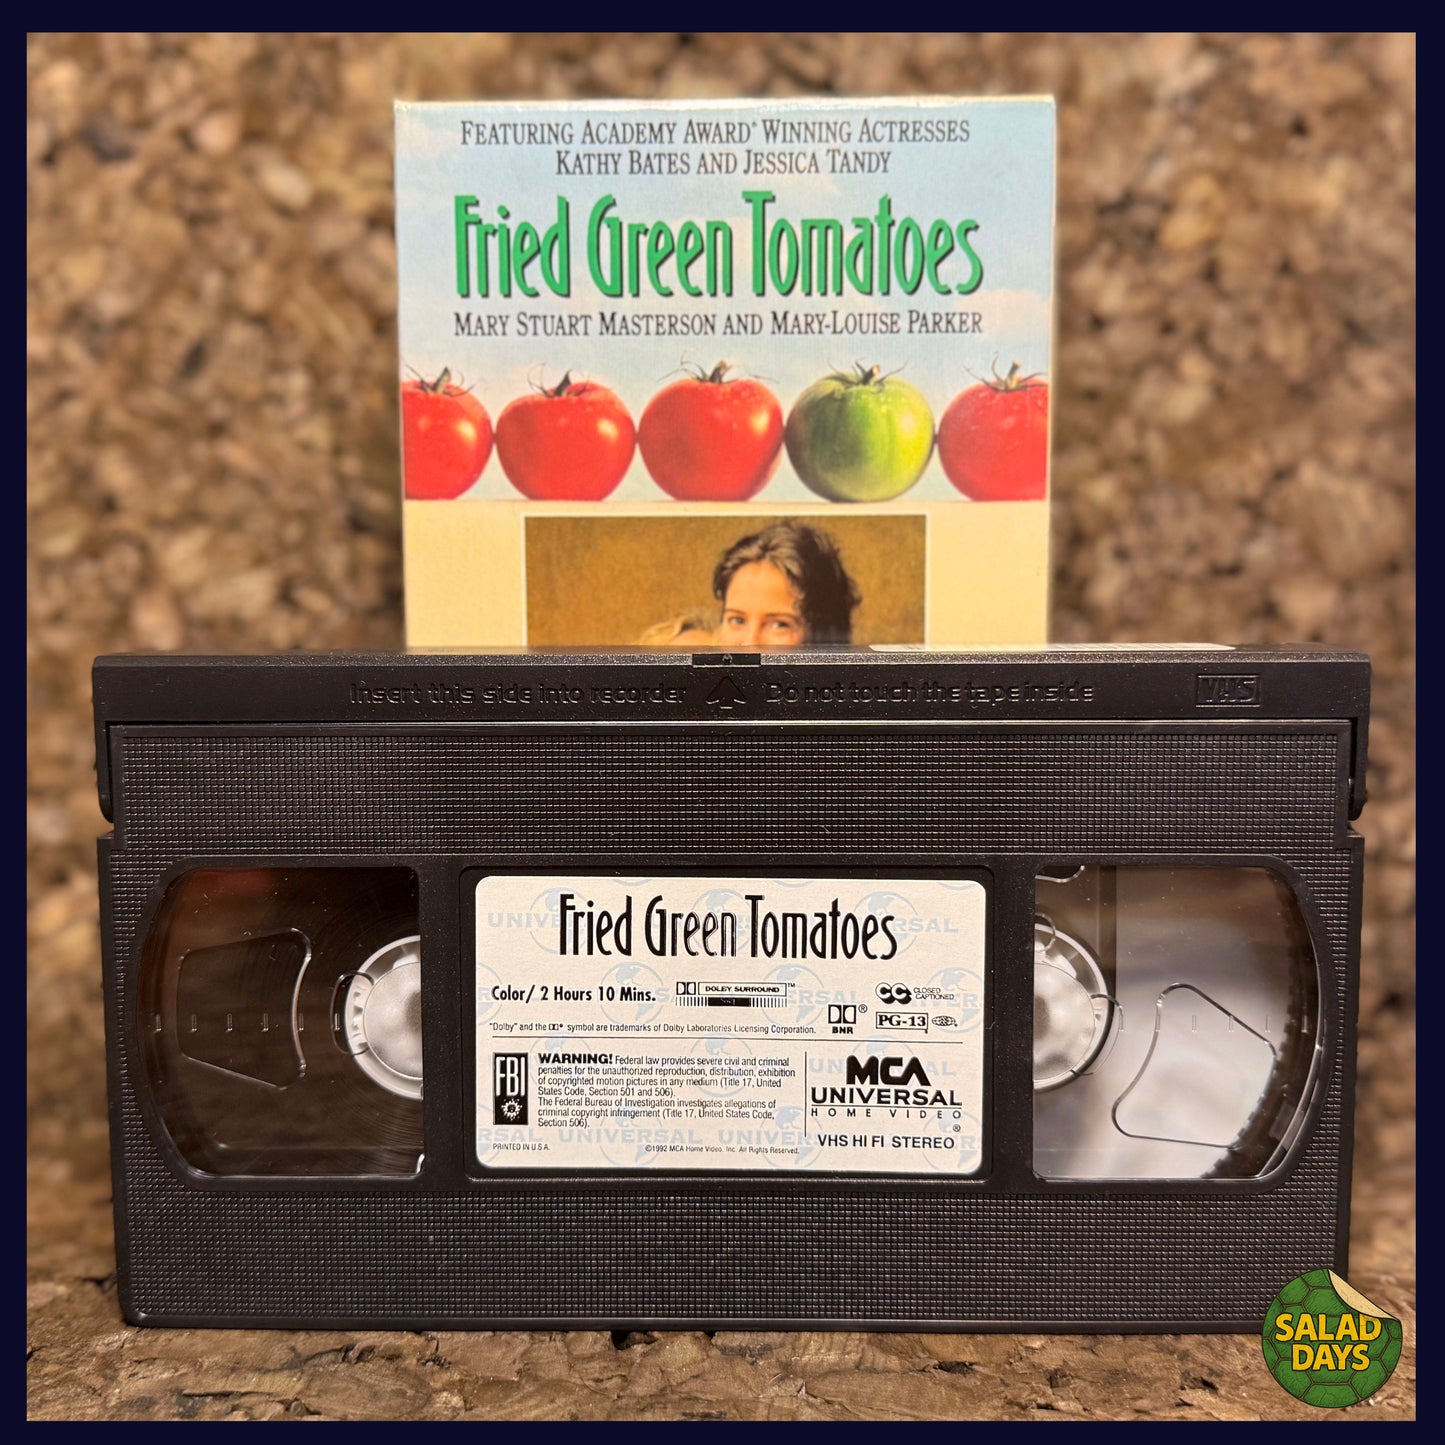 FEATURING ACADEMY AWARD® WINNING ACTRESSES
KATHY BATES AND JESSICA TANDY
Fried Green Tomatoes
MARY STUART MASTERSON AND MARY-LOUISE PARKER
Insert this side into recorder Do not touch the tape inside VHS
UNIVERSAL
Fried Green Tomatoes
Color/ 2 Hours 10 Mins. DOLBY SURROUND™ CC CLOSED CAPTIONED
"Dolby" and the symbol are trademarks of Dolby Laboratories Licensing Corporation. ® BNR PG-13
FBI
WARNING! Federal law provides severe civil and criminal
penalties for the unauthorized reproduction, distribution, exhibition
of copyrighted motion pictures in any medium (Title 17, United
States Code, Section 501 and 506).
The Federal Bureau of Investigation investigates allegations of
criminal copyright infringement (Title 17, United States Code,
Section 506).
MCA
UNIVERSAL
HOME VIDEO
®
VHS HI FI STEREO
PRINTED IN U.S.A. ©1992 MCA Home Video, Inc. All Rights Reserved.
SALAD
DAYS